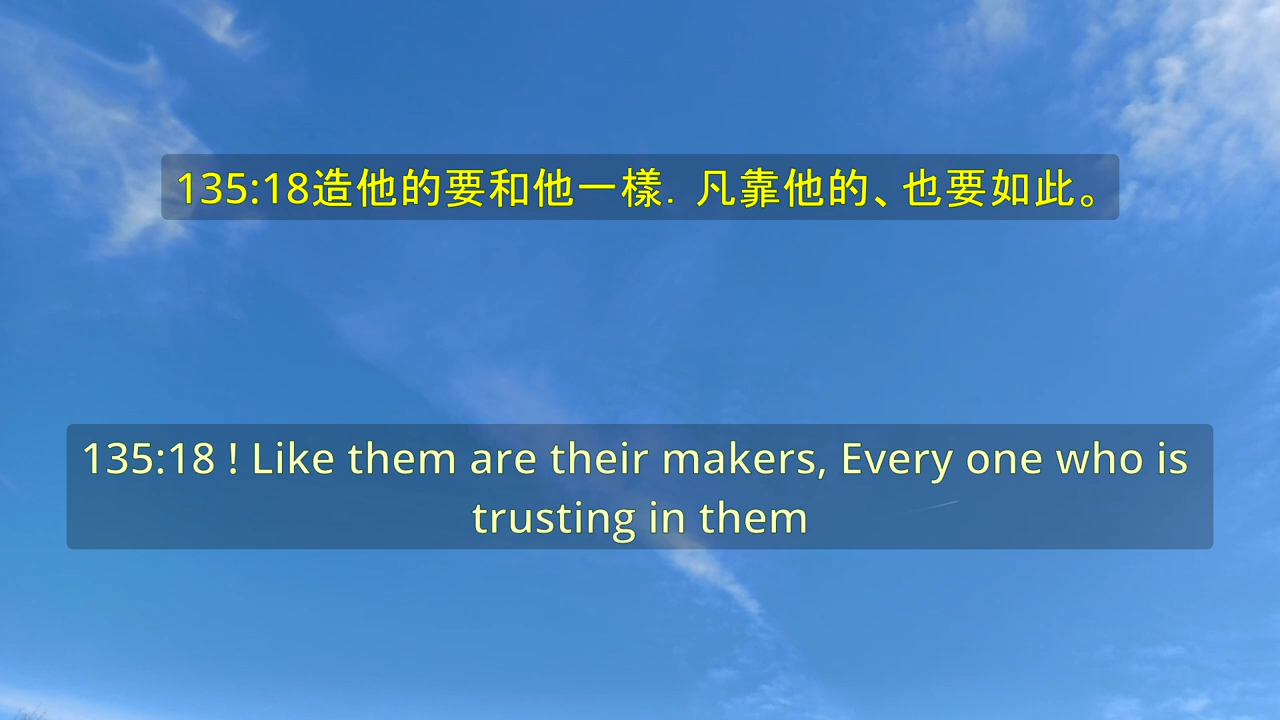 135:18造他的要和他一樣．凡靠他的、也要如此。
135:18 ! Like them are their makers, Every one who is
trusting in them